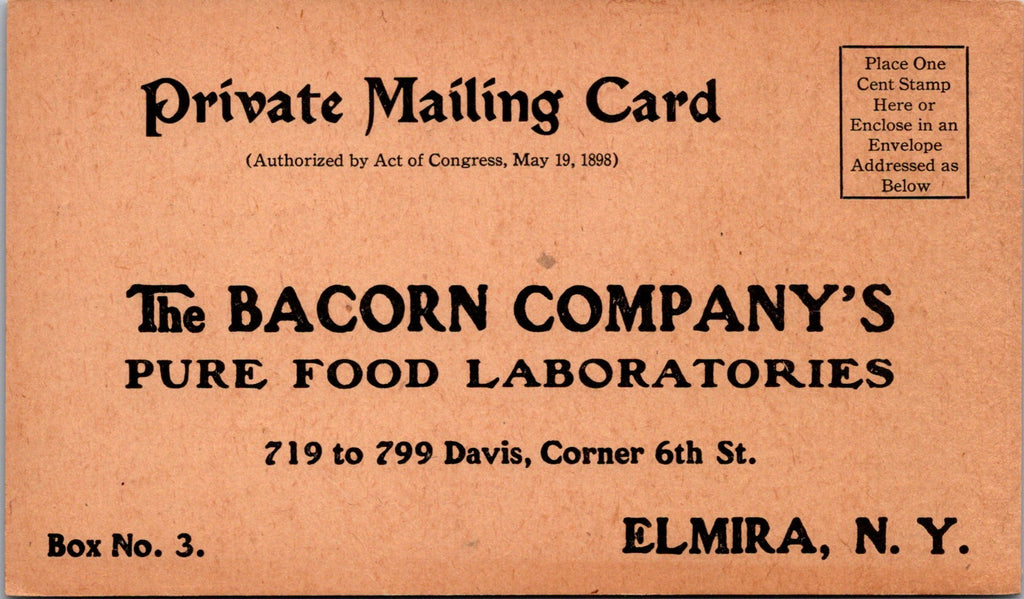 Private Mailing Card
(Authorized by Act of Congress, May 19, 1898)
Place One
Cent Stamp
Here or
Enclose in an
Envelope
Addressed as
Below
The BACORN COMPANY'S
PURE FOOD LABORATORIES
719 to 799 Davis, Corner 6th St.
Box No. 3.
ELMIRA, N. Y.